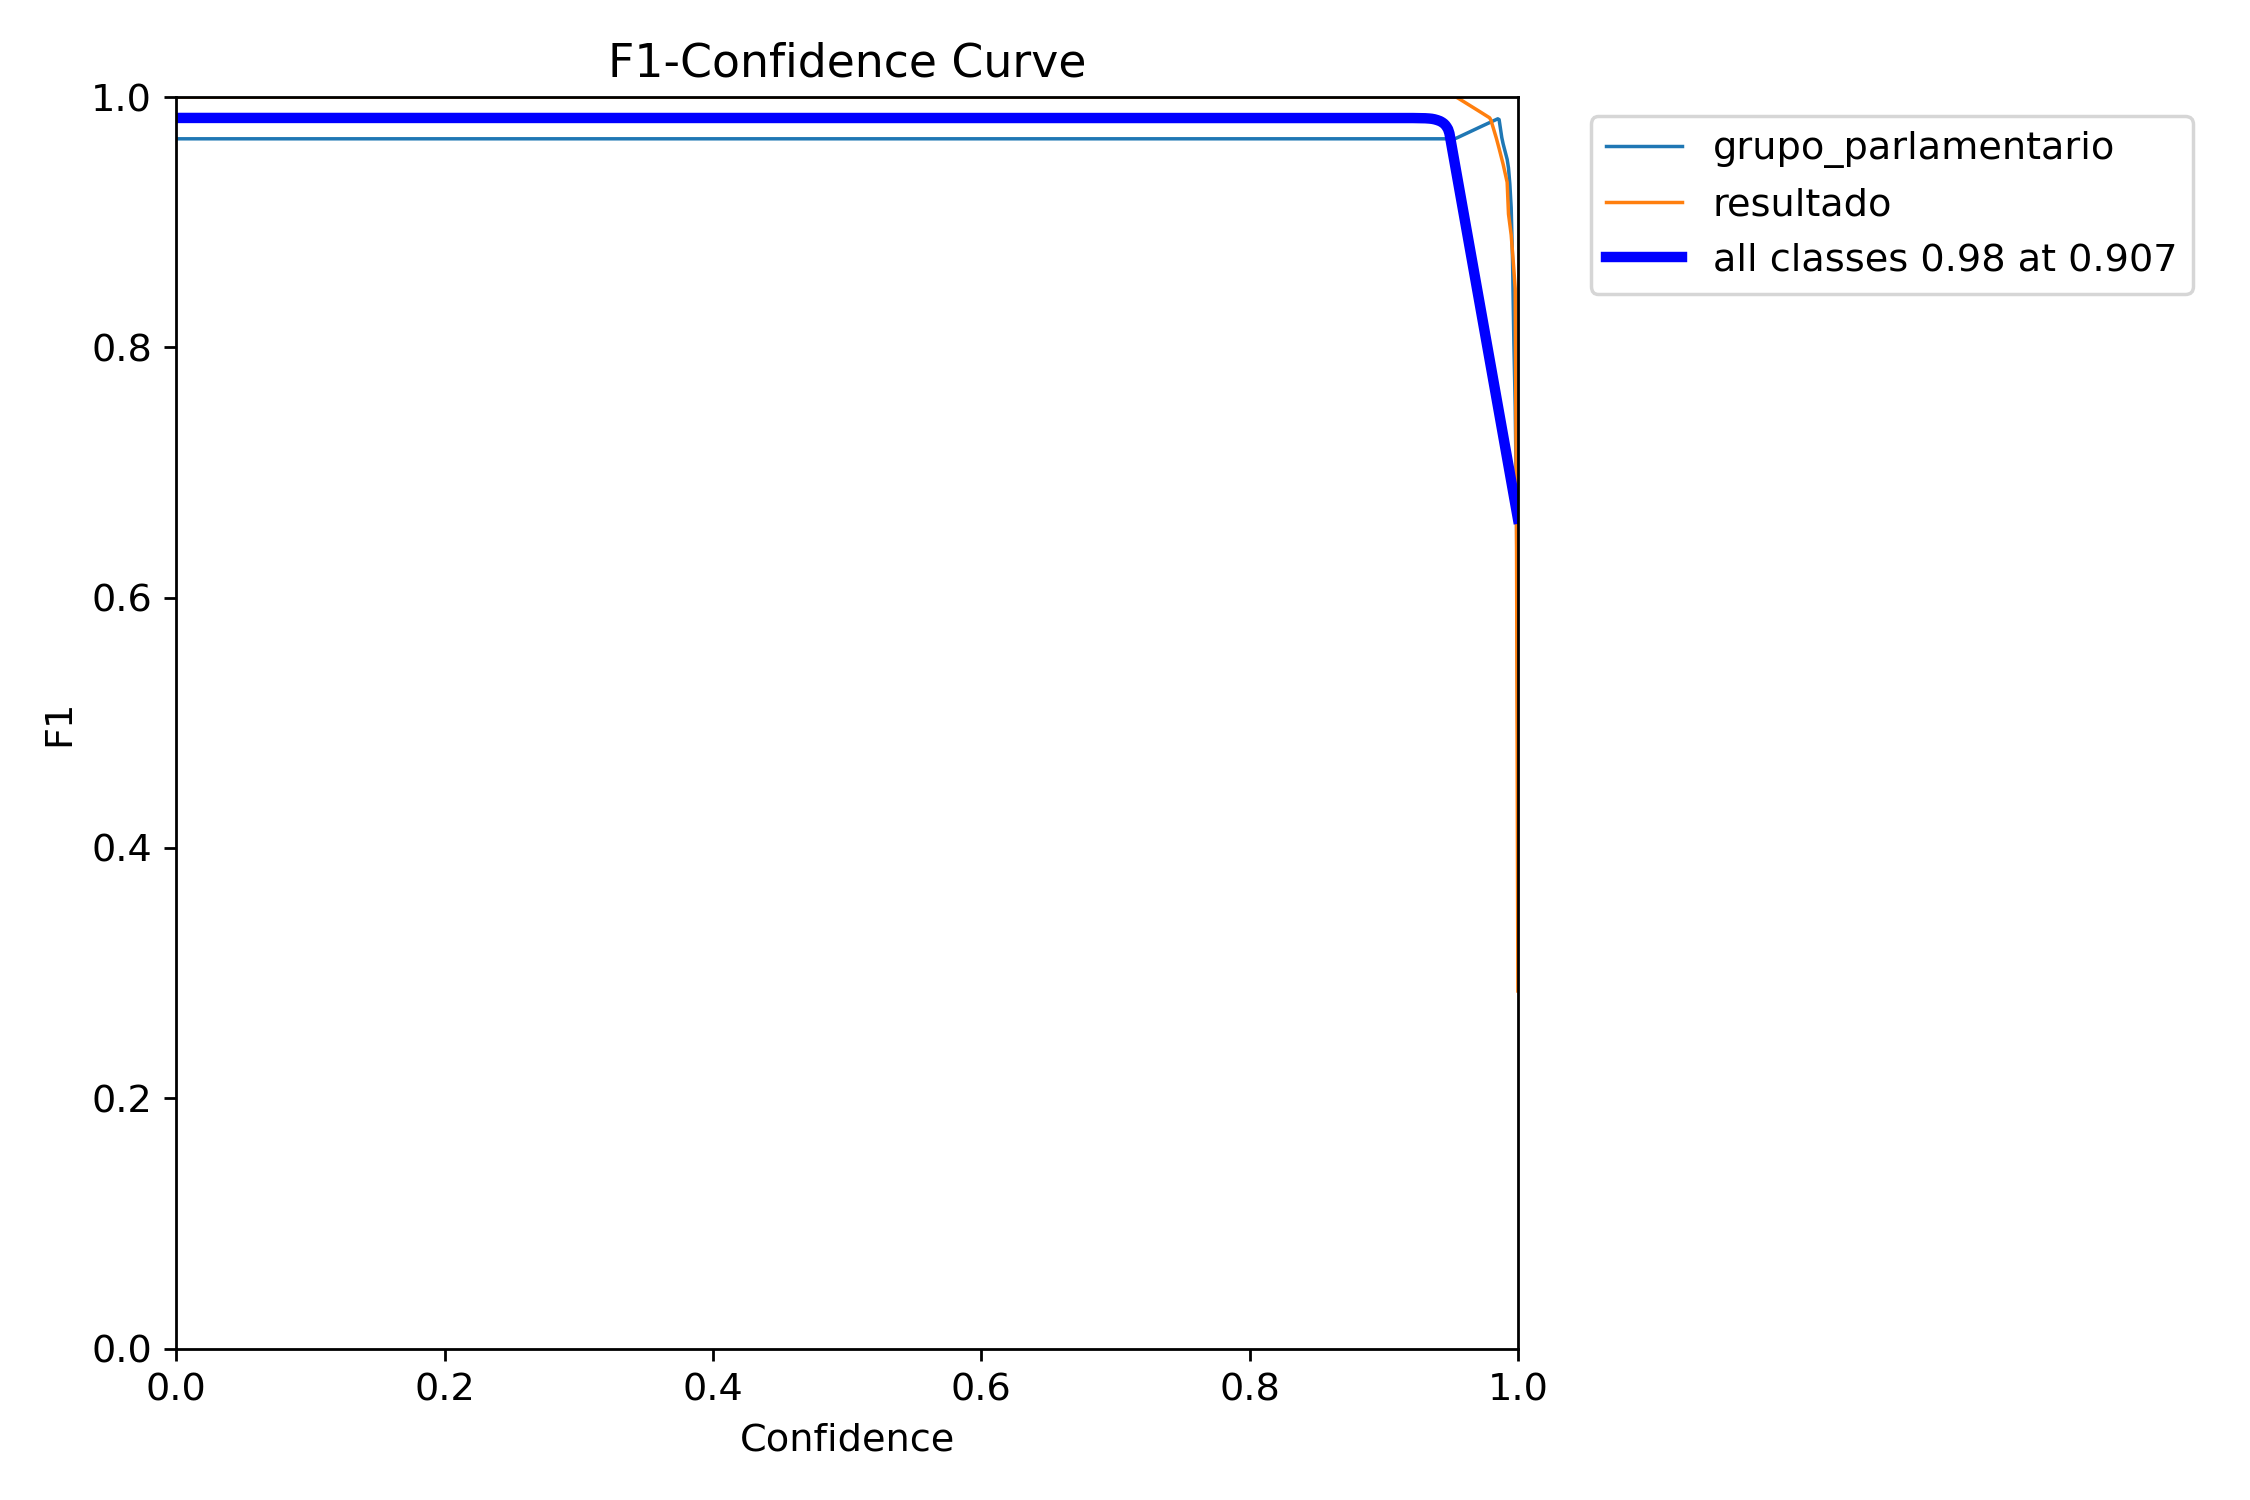 F1-Confidence Curve
1.0
0.8
0.6
0.4
0.2
0.0
F1
0.0 0.2 0.4 0.6 0.8 1.0
Confidence
grupo_parlamentario
resultado
all classes 0.98 at 0.907